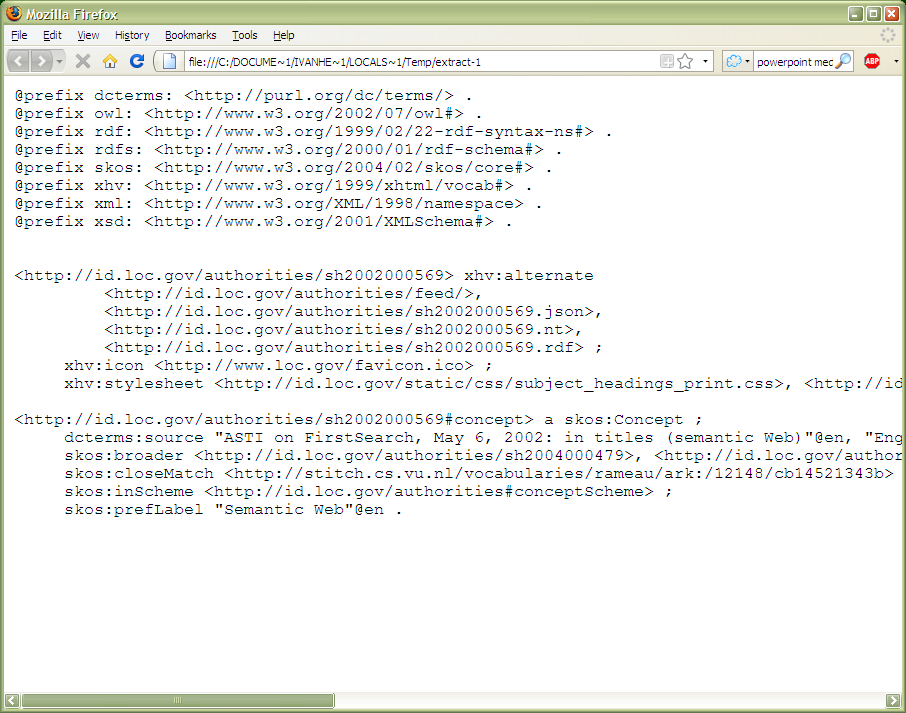 Mozilla Firefox
File Edit View History Bookmarks Tools Help
file:///C:/DOCUME~1/IVANHE~1/LOCALS~1/Temp/extract-1 powerpoint mec ABP
@prefix dcterms: <http://purl.org/dc/terms/> .
@prefix owl: <http://www.w3.org/2002/07/owl#> .
@prefix rdf: <http://www.w3.org/1999/02/22-rdf-syntax-ns#> .
@prefix rdfs: <http://www.w3.org/2000/01/rdf-schema#> .
@prefix skos: <http://www.w3.org/2004/02/skos/core#> .
@prefix xhv: <http://www.w3.org/1999/xhtml/vocab#> .
@prefix xml: <http://www.w3.org/XML/1998/namespace> .
@prefix xsd: <http://www.w3.org/2001/XMLSchema#> .
<http://id.loc.gov/authorities/sh2002000569> xhv:alternate
<http://id.loc.gov/authorities/feed/>,
<http://id.loc.gov/authorities/sh2002000569.json>,
<http://id.loc.gov/authorities/sh2002000569.nt>,
<http://id.loc.gov/authorities/sh2002000569.rdf> ;
xhv:icon <http://www.loc.gov/favicon.ico> ;
xhv:stylesheet <http://id.loc.gov/static/css/subject_headings_print.css>, <http://id
<http://id.loc.gov/authorities/sh2002000569#concept> a skos:Concept ;
dcterms:source "ASTI on FirstSearch, May 6, 2002: in titles (semantic Web)"@en, "Eng
skos:broader <http://id.loc.gov/authorities/sh2004000479>, <http://id.loc.gov/author
skos:closeMatch <http://stitch.cs.vu.nl/vocabularies/rameau/ark:/12148/cb14521343b>
skos:inScheme <http://id.loc.gov/authorities#conceptScheme> ;
skos:prefLabel "Semantic Web"@en .